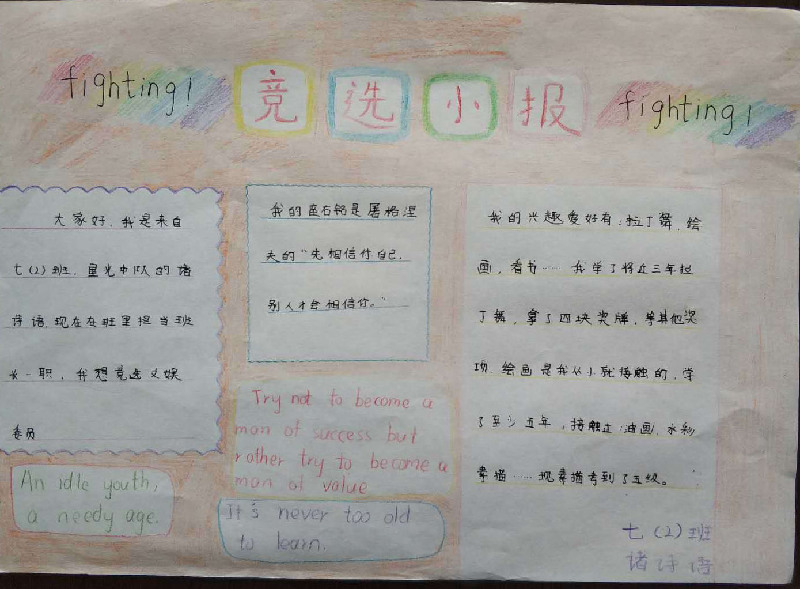 fighting!
竞选小报
fighting!
大家好，我是来自
七(2)班，星光中队的诸
诗语，现在在班里担当班
长一职，我想竞选文娱
委员
我的座右铭是屠格涅
夫的“先相信你自己，
别人才会相信你。”
我的兴趣爱好有：拉丁舞，绘
画，看书……我学了将近三年拉
丁舞，拿了四块奖牌，
绘画是我从小就接触的，学
了至少五年，接触过油画，水彩
素描……现素描考到了五级。
Try not to become a
man of success but
rather try to become a
man of value
An idle youth,
a needy age.
It's never too old
to learn.
七(2)班
诸诗语